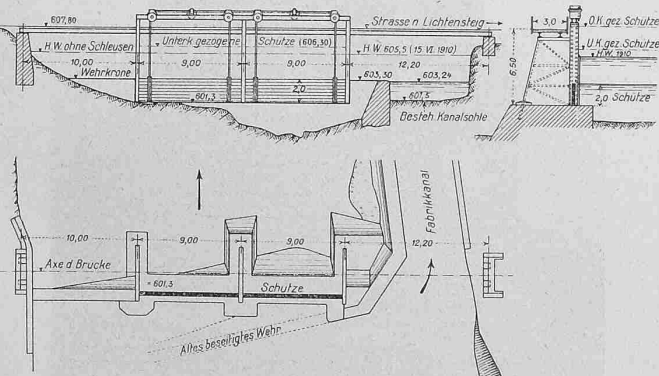 607,80
Strasse n. Lichtensteig
H.W. ohne Schleusen
Unterk. gezogene Schütze (606,30)
H.W. 605,5 (15. VI. 1910)
10,00
9,00
9,00
12,20
Wehrkrone
603,30
603,24
2,0
601,3
601,5
Besteh. Kanalsohle
3,0
O.K. gez. Schütze
U.K. gez. Schütze
H.W. 1910
6,50
2,0 Schütze
Fabrikkanal
10,00
9,00
9,00
12,20
Axe d. Brücke
= 601,3
Schütze
Altes beseitigtes Wehr